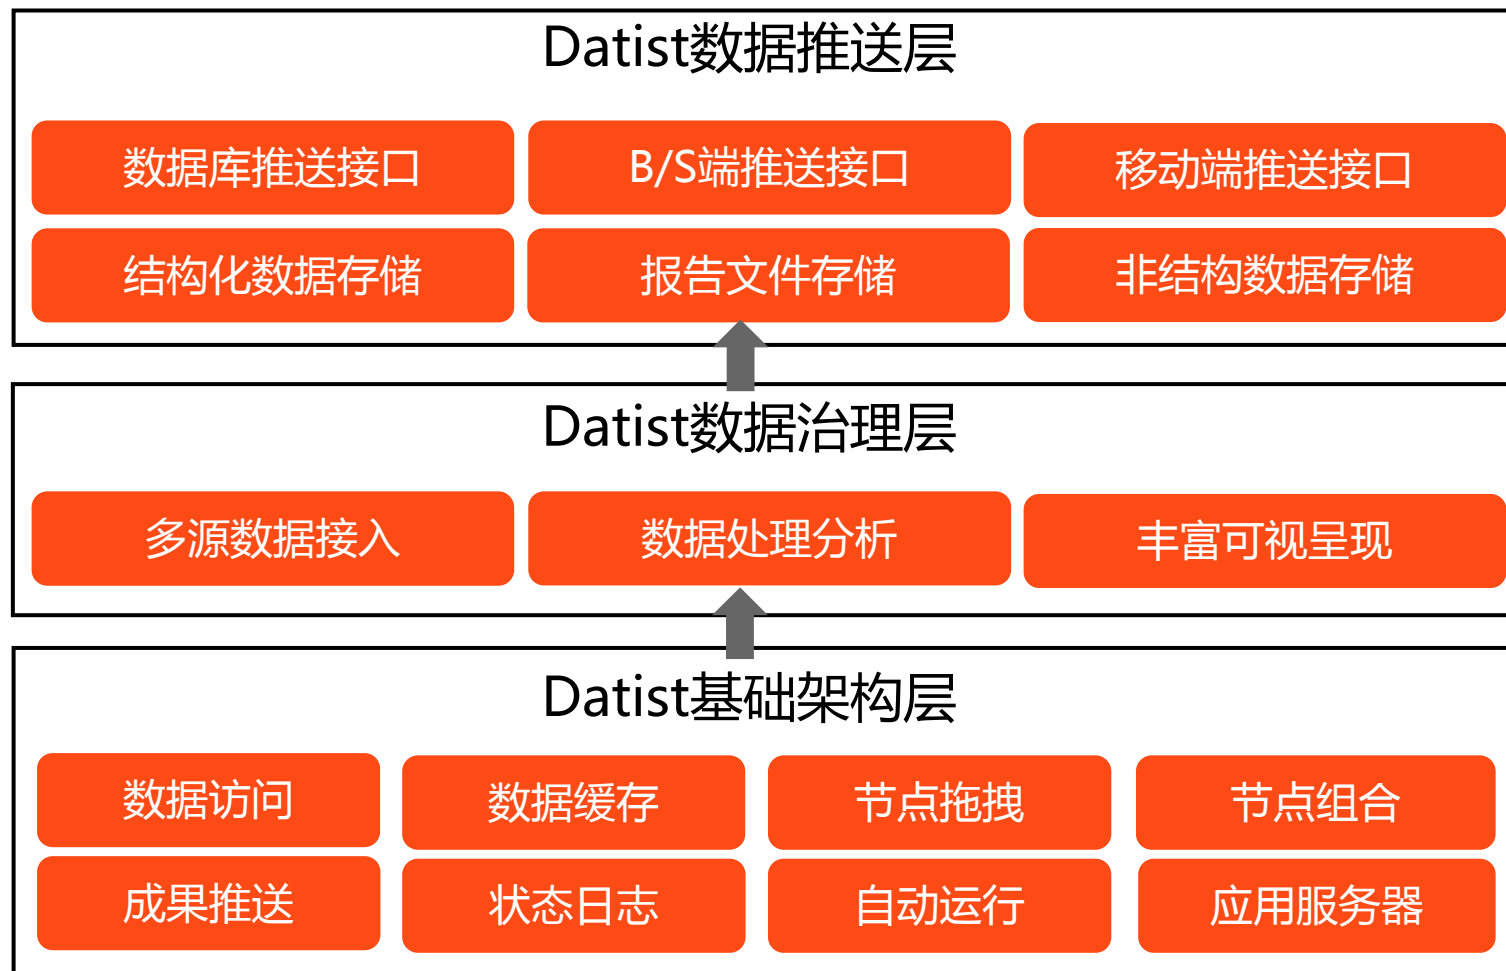 Datist数据推送层
数据库推送接口
B/S端推送接口
移动端推送接口
结构化数据存储
报告文件存储
非结构数据存储
Datist数据治理层
多源数据接入
数据处理分析
丰富可视呈现
Datist基础架构层
数据访问
数据缓存
节点拖拽
节点组合
成果推送
状态日志
自动运行
应用服务器